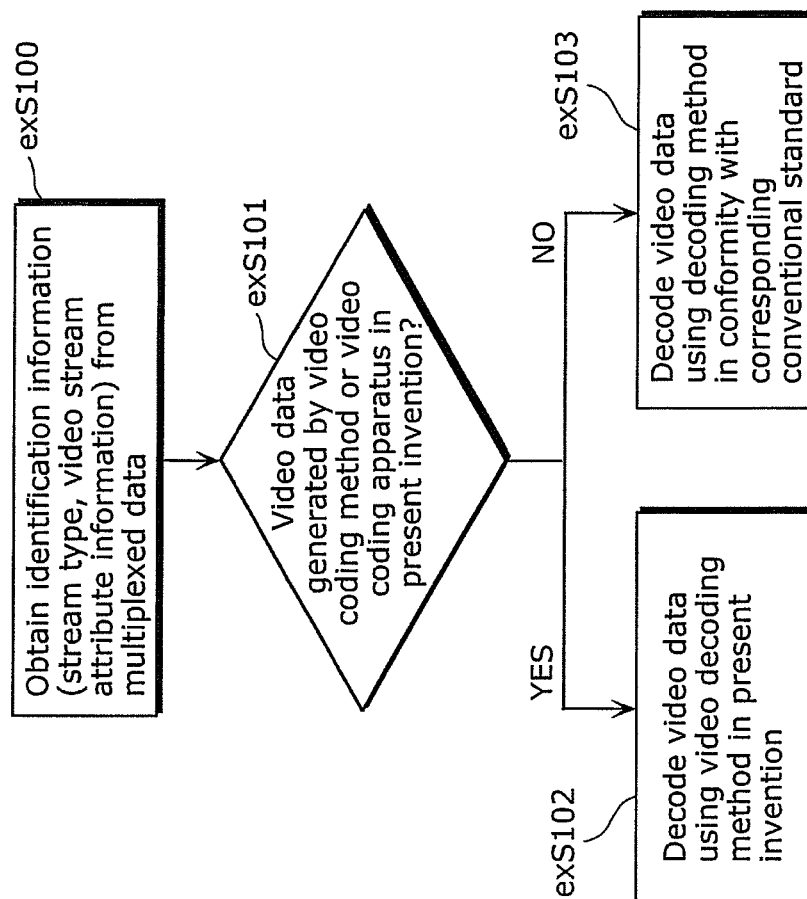 exS100
Obtain identification information
(stream type, video stream
attribute information) from
multiplexed data
exS101
Video data
generated by video
coding method or video
coding apparatus in
present invention?
YES
NO
exS102
Decode video data
using video decoding
method in present
invention
exS103
Decode video data
using decoding method
in conformity with
corresponding
conventional standard